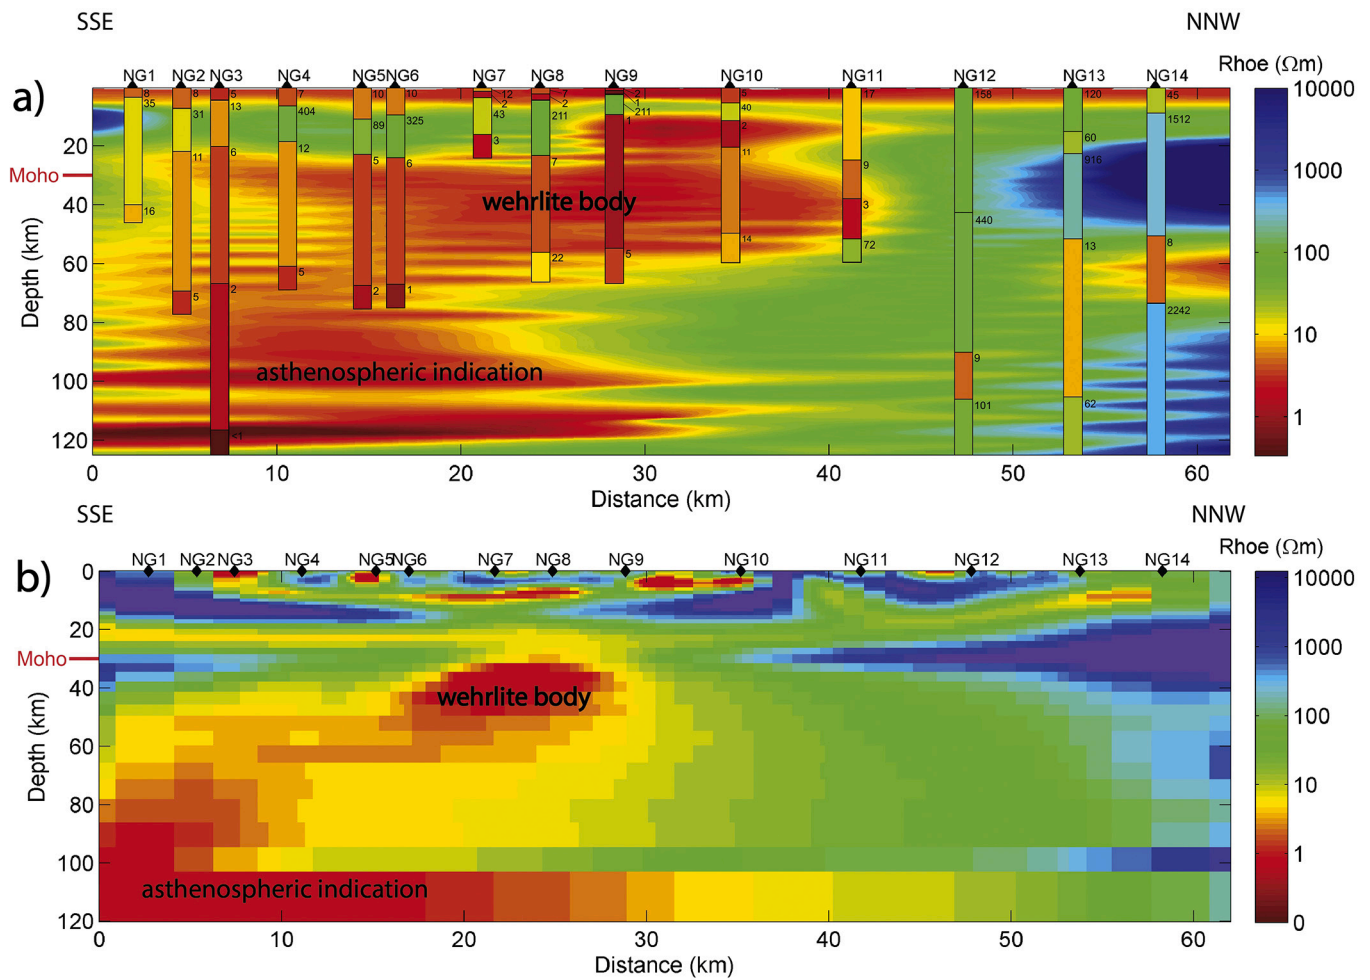 SSE NNW
a)
NG1 NG2 NG3 NG4 NG5 NG6 NG7 NG8 NG9 NG10 NG11 NG12 NG13 NG14
Rhoe (Ωm)
8 8 5 7 10 10 12 7 2 5 17 158 120 45
35 31 13 404 89 325 2 2 1 40 9 440 60 1512
16 11 6 12 5 6 43 211 211 2 3 9 916 8
5 2 5 2 1 3 7 1 11 72 101 13 2242
<1 22 5 14 62
20
Moho
40
60
80
100
120
Depth (km)
wehrlite body
asthenospheric indication
10000
1000
100
10
1
0 10 20 30 40 50 60
Distance (km)
SSE NNW
b)
NG1 NG2 NG3 NG4 NG5 NG6 NG7 NG8 NG9 NG10 NG11 NG12 NG13 NG14
Rhoe (Ωm)
0
20
Moho
40
60
80
100
120
Depth (km)
wehrlite body
asthenospheric indication
10000
1000
100
10
1
0
0 10 20 30 40 50 60
Distance (km)